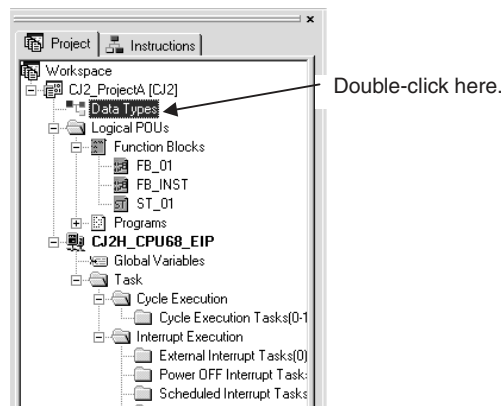 Project
Instructions
Workspace
CJ2_ProjectA [CJ2]
Data Types
Double-click here.
Logical POUs
Function Blocks
FB_01
FB_INST
ST ST_01
Programs
CJ2H_CPU68_EIP
Global Variables
Task
Cycle Execution
Cycle Execution Tasks(0-1
Interrupt Execution
External Interrupt Tasks(0)
Power OFF Interrupt Task:
Scheduled Interrupt Tasks